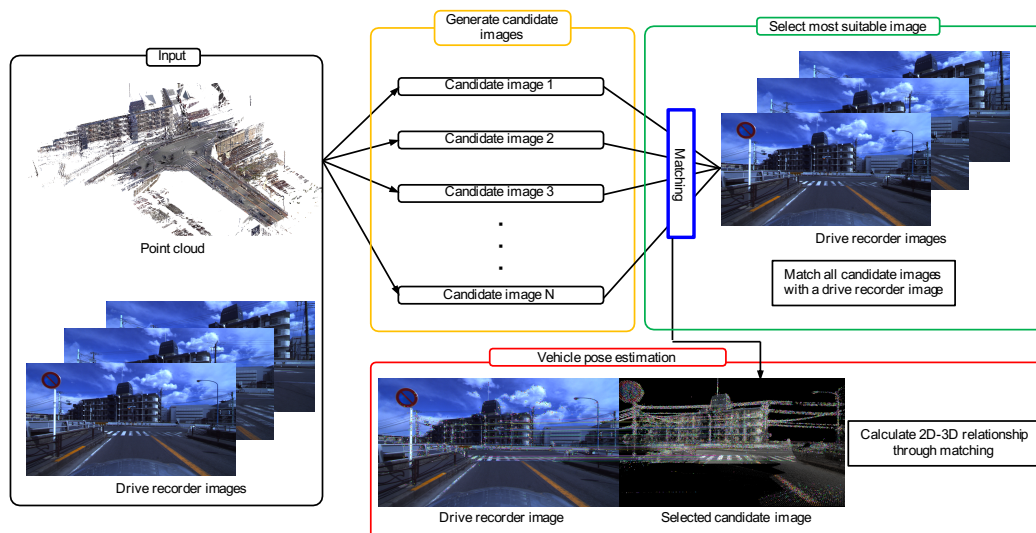 Input
Point cloud
Drive recorder images
Generate candidate
images
Candidate image 1
Candidate image 2
Candidate image 3
.
.
.
Candidate image N
Matching
Select most suitable image
Drive recorder images
Match all candidate images
with a drive recorder image
Vehicle pose estimation
Drive recorder image
Selected candidate image
Calculate 2D-3D relationship
through matching